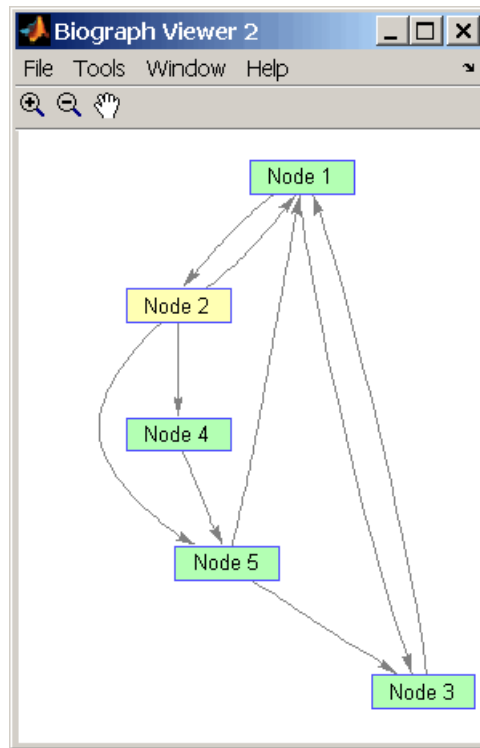 Biograph Viewer 2
File Tools Window Help
Node 1
Node 2
Node 4
Node 5
Node 3